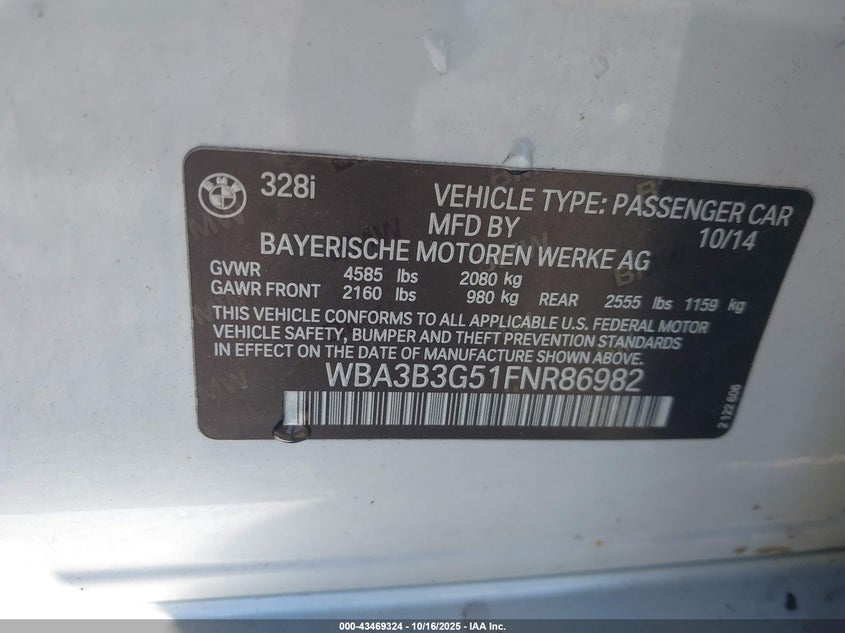 328i
VEHICLE TYPE: PASSENGER CAR
MFD BY 10/14
BAYERISCHE MOTOREN WERKE AG
GVWR 4585 lbs 2080 kg
GAWR FRONT 2160 lbs 980 kg REAR 2555 lbs 1159 kg
THIS VEHICLE CONFORMS TO ALL APPLICABLE U.S. FEDERAL MOTOR
VEHICLE SAFETY, BUMPER AND THEFT PREVENTION STANDARDS
IN EFFECT ON THE DATE OF MANUFACTURE SHOWN ABOVE.
WBA3B3G51FNR86982
2 122 606
000-43469324 | 10/16/2025 - IAA Inc.